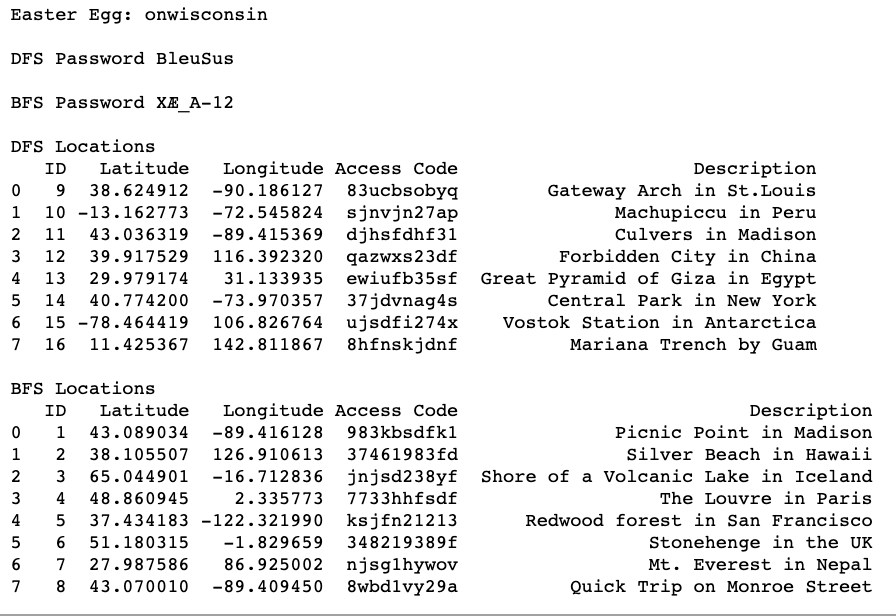 Easter Egg: onwisconsin
DFS Password BleuSus
BFS Password XÆ_A-12
DFS Locations
ID Latitude Longitude Access Code Description
0 9 38.624912 -90.186127 83ucbsobyq Gateway Arch in St.Louis
1 10 -13.162773 -72.545824 sjnvjn27ap Machupiccu in Peru
2 11 43.036319 -89.415369 djhsfdhf31 Culvers in Madison
3 12 39.917529 116.392320 qazwxs23df Forbidden City in China
4 13 29.979174 31.133935 ewiufb35sf Great Pyramid of Giza in Egypt
5 14 40.774200 -73.970357 37jdvnag4s Central Park in New York
6 15 -78.464419 106.826764 ujsdfi274x Vostok Station in Antarctica
7 16 11.425367 142.811867 8hfnskjdnf Mariana Trench by Guam
BFS Locations
ID Latitude Longitude Access Code Description
0 1 43.089034 -89.416128 983kbsdfk1 Picnic Point in Madison
1 2 38.105507 126.910613 37461983fd Silver Beach in Hawaii
2 3 65.044901 -16.712836 jnjsd238yf Shore of a Volcanic Lake in Iceland
3 4 48.860945 2.335773 7733hhfsdf The Louvre in Paris
4 5 37.434183 -122.321990 ksjfn21213 Redwood forest in San Francisco
5 6 51.180315 -1.829659 348219389f Stonehenge in the UK
6 7 27.987586 86.925002 njsg1hywov Mt. Everest in Nepal
7 8 43.070010 -89.409450 8wbd1vy29a Quick Trip on Monroe Street